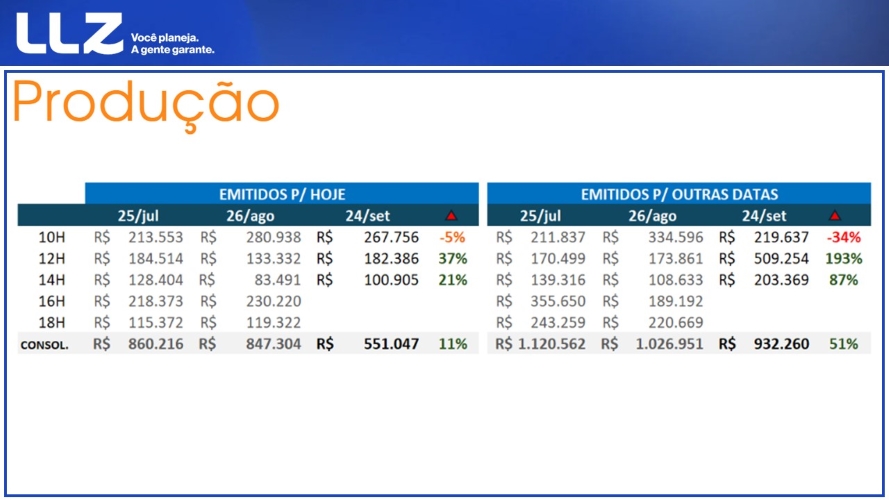 LLZ
Você planeja.
A gente garante.
Produção
EMITIDOS P/ HOJE EMITIDOS P/ OUTRAS DATAS
25/jul 26/ago 24/set 25/jul 26/ago 24/set
10H R$ 213.553 R$ 280.938 R$ 267.756 -5% R$ 211.837 R$ 334.596 R$ 219.637 -34%
12H R$ 184.514 R$ 133.332 R$ 182.386 37% R$ 170.499 R$ 173.861 R$ 509.254 193%
14H R$ 128.404 R$ 83.491 R$ 100.905 21% R$ 139.316 R$ 108.633 R$ 203.369 87%
16H R$ 218.373 R$ 230.220 R$ 355.650 R$ 189.192
18H R$ 115.372 R$ 119.322 R$ 243.259 R$ 220.669
CONSOL. R$ 860.216 R$ 847.304 R$ 551.047 11% R$ 1.120.562 R$ 1.026.951 R$ 932.260 51%